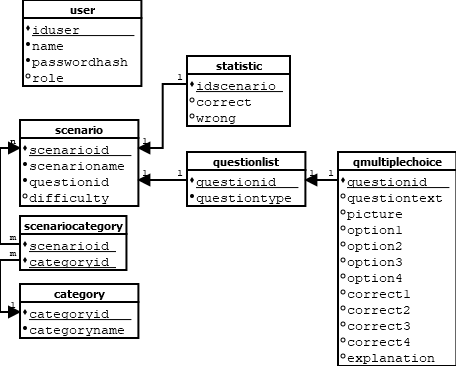 user
iduser
name
passwordhash
role
statistic
idscenario
correct
wrong
1
scenario
scenarioid
scenarioname
questionid
difficulty
n
1
1
questionlist
questionid
questiontype
1
1
1
qmultiplechoice
questionid
questiontext
picture
option1
option2
option3
option4
correct1
correct2
correct3
correct4
explanation
scenariocategory
scenarioid
categoryid
m
m
category
categoryid
categoryname
1